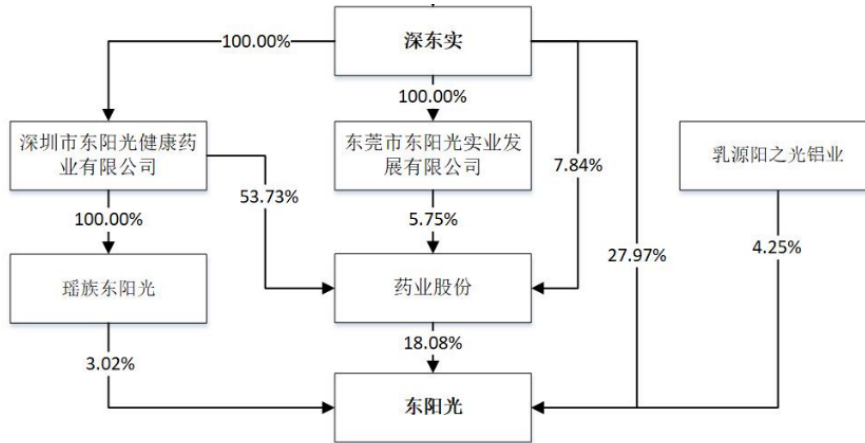 深东实
100.00%
100.00%
深圳市东阳光健康药
业有限公司
东莞市东阳光实业发
展有限公司
乳源阳之光铝业
7.84%
53.73%
100.00%
5.75%
27.97%
4.25%
瑶族东阳光
药业股份
18.08%
3.02%
东阳光